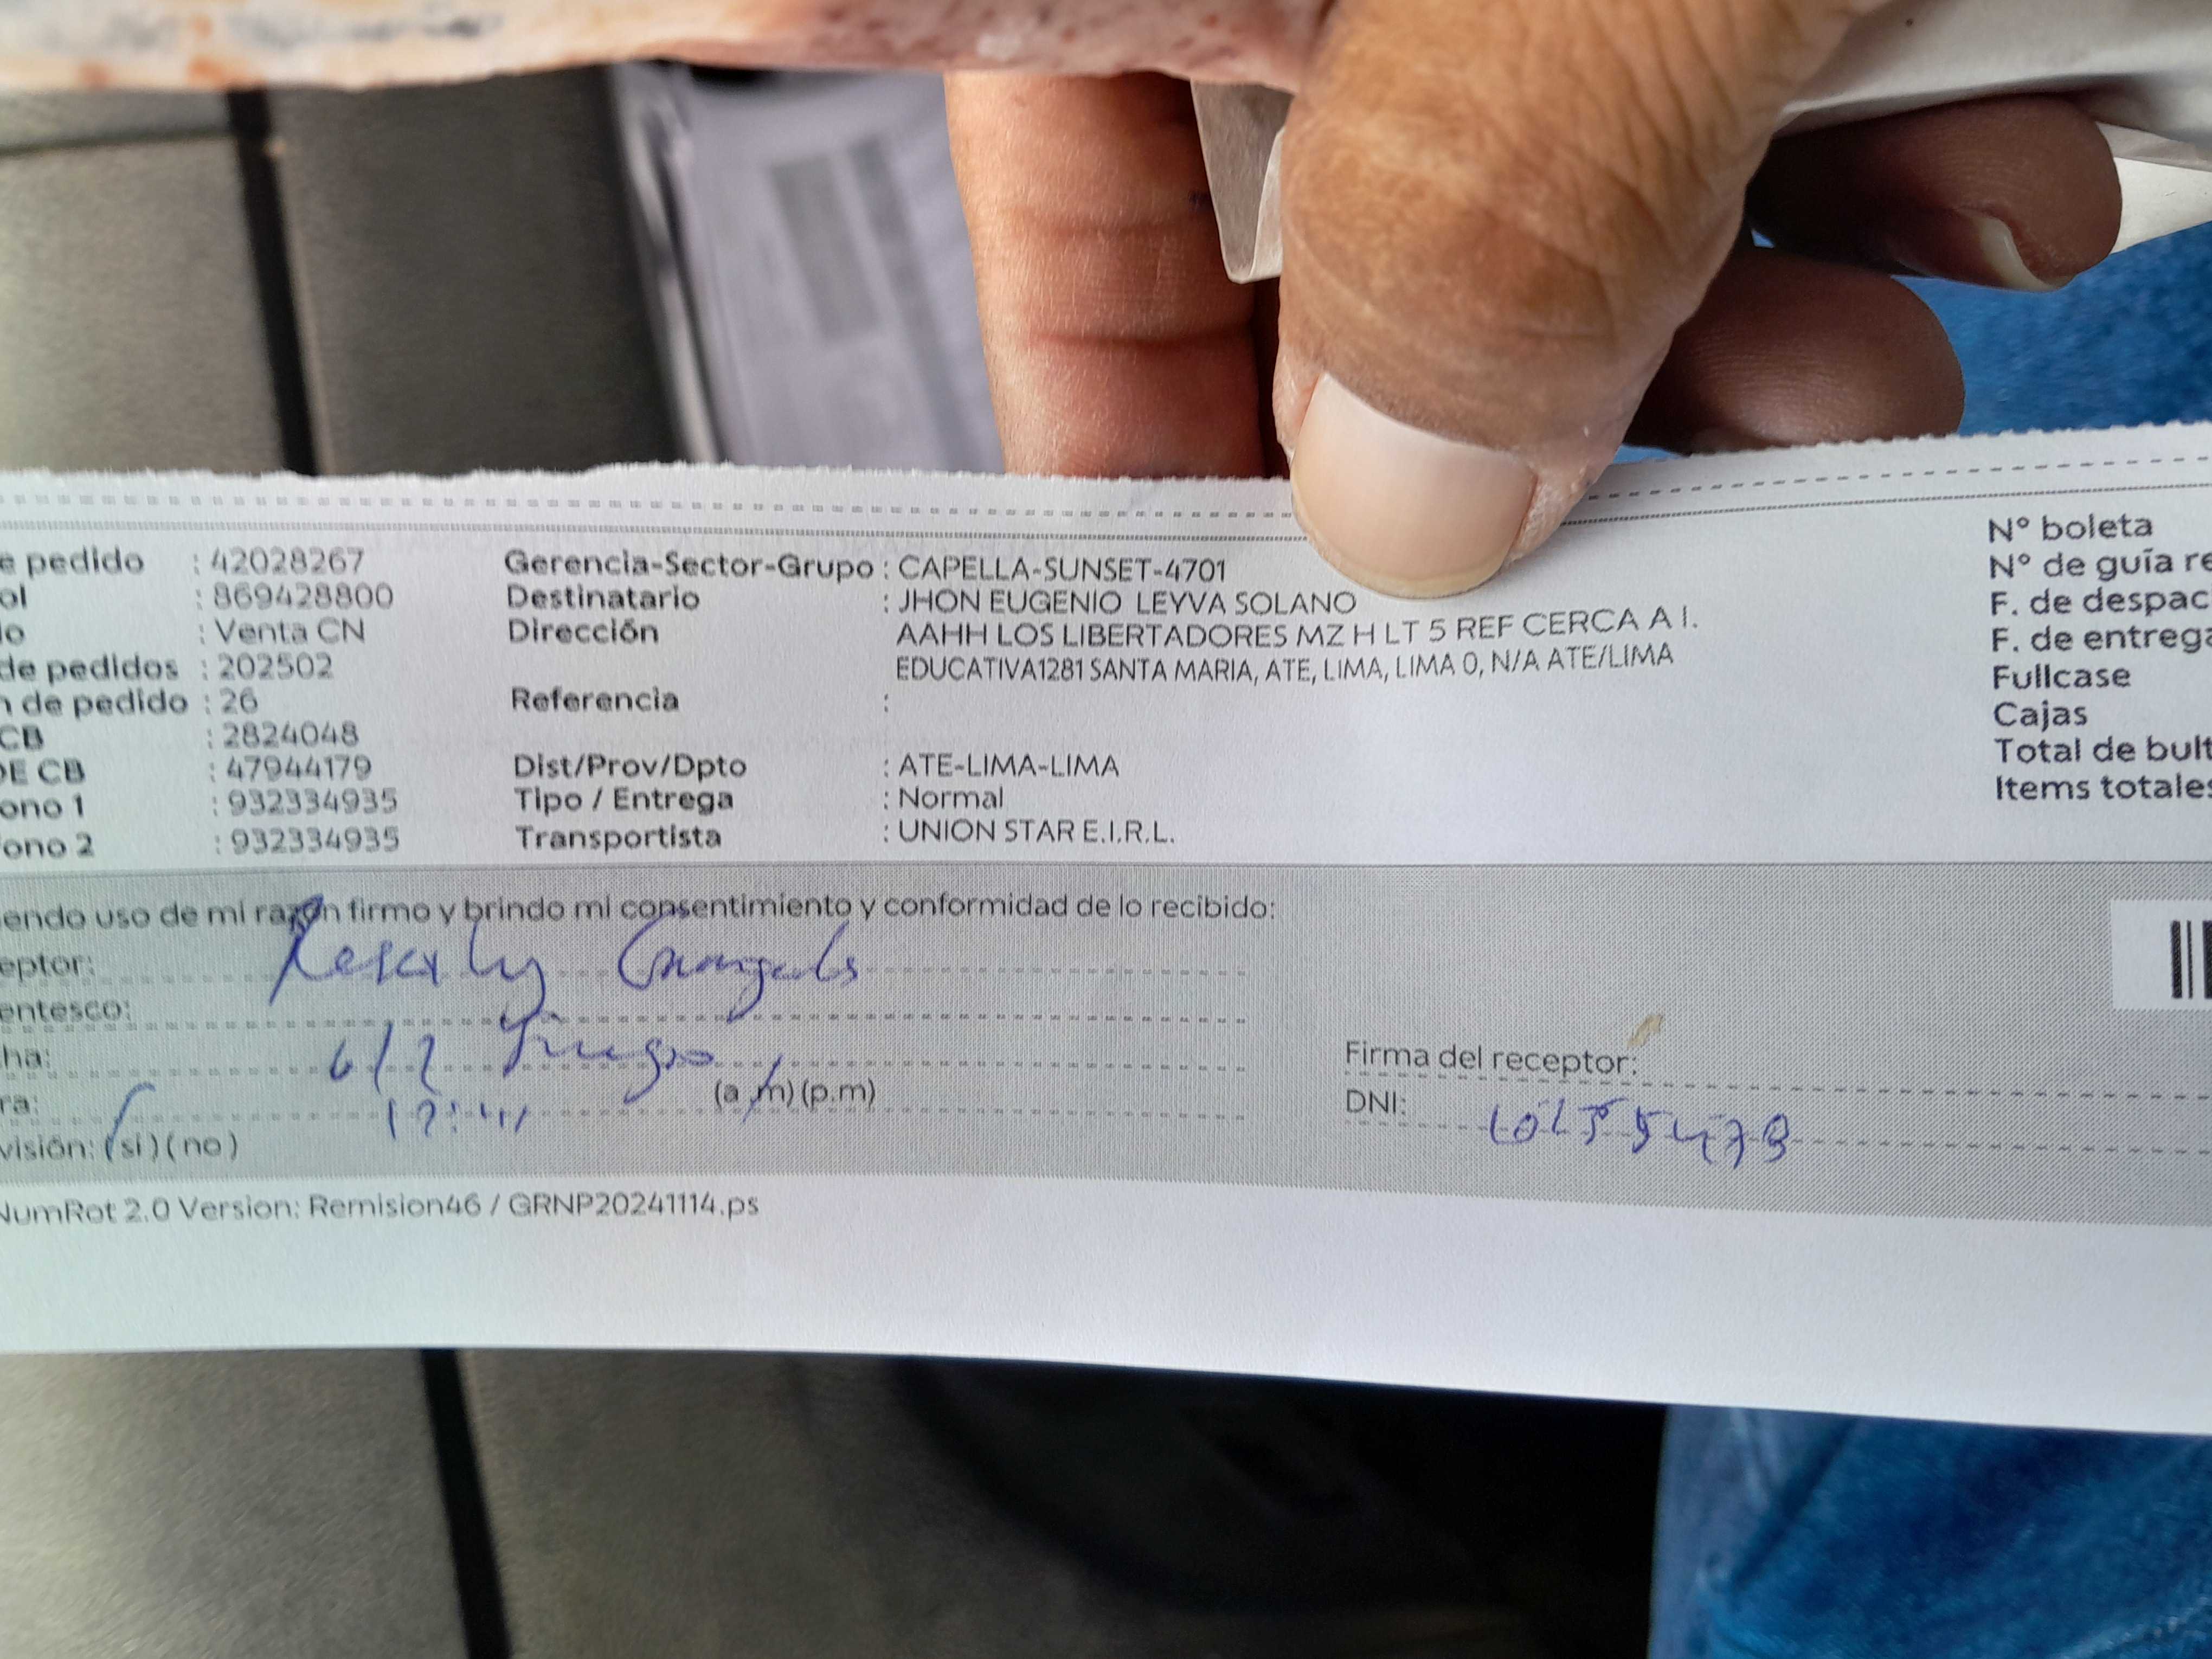 e pedido : 42028267
ol : 869428800
do : Venta CN
de pedidos : 202502
n de pedido : 26
CB : 2824048
DE CB : 47944179
ono 1 : 932334935
fono 2 : 932334935
Gerencia-Sector-Grupo : CAPELLA-SUNSET-4701
Destinatario : JHON EUGENIO LEYVA SOLANO
Dirección AAHH LOS LIBERTADORES MZ H LT 5 REF CERCA A I.
EDUCATIVA1281 SANTA MARIA, ATE, LIMA, LIMA 0, N/A ATE/LIMA
Referencia :
Dist/Prov/Dpto : ATE-LIMA-LIMA
Tipo / Entrega : Normal
Transportista : UNION STAR E.I.R.L.
N° boleta
N° de guía re
F. de despac
F. de entrega
Fullcase
Cajas
Total de bult
Items totales
endo uso de mi razón firmo y brindo mi consentimiento y conformidad de lo recibido:
eptor:
entesco:
ha: 6/2
ra: (a.m) (p.m)
visión: (si) (no)
Firma del receptor:
DNI:
NumRot 2.0 Version: Remision46 / GRNP20241114.ps